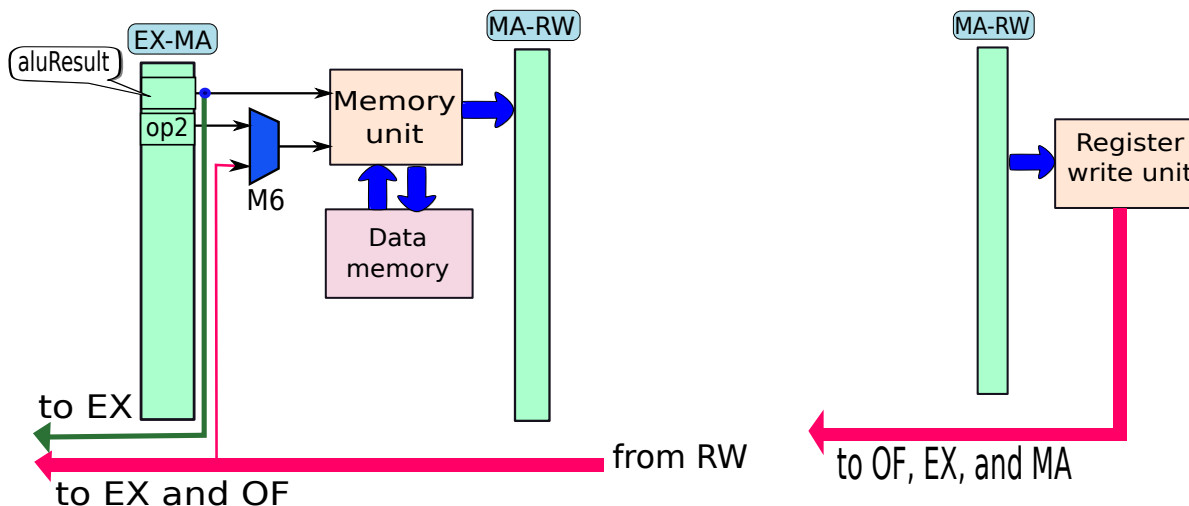 EX-MA
MA-RW
MA-RW
aluResult
op2
Memory
unit
M6
Data
memory
Register
write unit
to EX
from RW
to EX and OF
to OF, EX, and MA